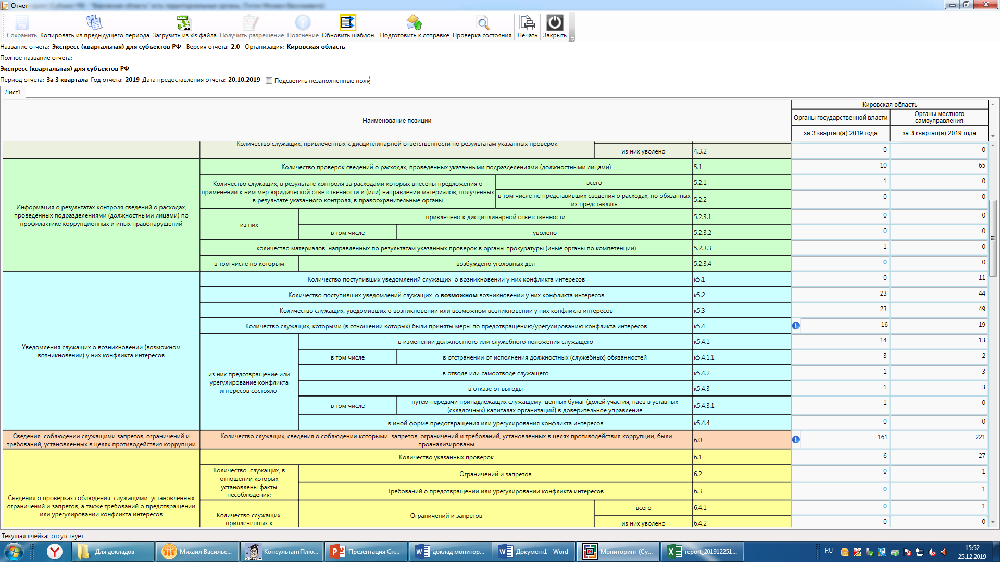 Отчет
Сохранить Копировать из предыдущего периода Загрузить из xls файла Получить разрешение Пояснение Обновить шаблон Подготовить к отправке Проверка состояния Печать Закрыть
Название отчета: Экспресс (квартальная) для субъектов РФ Версия отчета: 2.0 Организация: Кировская область
Полное название отчета:
Экспресс (квартальная) для субъектов РФ
Период отчета: За 3 квартала Год отчета: 2019 Дата предоставления отчета: 20.10.2019 Подсветить незаполненные поля
Лист1
Наименование позиции
Кировская область
Органы государственной власти
Органы местного
самоуправления
за 3 квартал(а) 2019 года за 3 квартал(а) 2019 года
Количество служащих, привлеченных к дисциплинарной ответственности по результатам указанных проверок
из них уволено 4.3.2 0 0
Информация о результатах контроля сведений о расходах,
проведенных подразделениями (должностными лицами) по
профилактике коррупционных и иных правонарушений
Количество проверок сведений о расходах, проведенных указанными подразделениями (должностными лицами) 5.1 10 65
Количество служащих, в результате контроля за расходами которых внесены предложения о
применении к ним мер юридической ответственности и (или) направлении материалов, полученных
в результате указанного контроля, в правоохранительные органы
всего 5.2.1 1 0
в том числе не представивших сведения о расходах, но обязанных
их представлять
5.2.2 0 0
из них
привлечено к дисциплинарной ответственности 5.2.3.1 0 0
в том числе уволено 5.2.3.2 0 0
количество материалов, направленных по результатам указанных проверок в органы прокуратуры (иные органы по компетенции) 5.2.3.3 1 0
в том числе по которым возбуждено уголовных дел 5.2.3.4 0 0
Уведомления служащих о возникновении (возможном
возникновении) у них конфликта интересов
Количество поступивших уведомлений служащих о возникновении у них конфликта интересов к5.1 0 11
Количество поступивших уведомлений служащих о возможном возникновении у них конфликта интересов к5.2 23 44
Количество служащих, уведомивших о возникновении или возможном возникновении у них конфликта интересов к5.3 23 49
Количество служащих, которыми (в отношении которых) были приняты меры по предотвращению/урегулированию конфликта интересов к5.4 i 16 19
из них предотвращение или
урегулирование конфликта
интересов состояло
в изменении должностного или служебного положения служащего к5.4.1 14 13
в том числе в отстранении от исполнения должностных (служебных) обязанностей к5.4.1.1 3 2
в отводе или самоотводе служащего к5.4.2 1 3
в отказе от выгоды к5.4.3 1 3
в том числе
путем передачи принадлежащих служащему ценных бумаг (долей участия, паев в уставных
(складочных) капиталах организаций) в доверительное управление
к5.4.3.1 1 0
в иной форме предотвращения или урегулирования конфликта интересов к5.4.4 0 0
Сведения соблюдении служащими запретов, ограничений и
требований, установленных в целях противодействия коррупции
Количество служащих, сведения о соблюдении которыми запретов, ограничений и требований, установленных в целях противодействия коррупции, были
проанализированы
6.0 i 161 221
Сведения о проверках соблюдения служащими установленных
ограничений и запретов, а также требований о предотвращении
или урегулировании конфликта интересов
Количество указанных проверок 6.1 6 27
Количество служащих, в
отношении которых
установлены факты
несоблюдения:
Ограничений и запретов 6.2 0 1
Требований о предотвращении или урегулировании конфликта интересов 6.3 0 1
Количество служащих,
привлеченных к
Ограничений и запретов
всего 6.4.1 0 1
из них уволено 6.4.2 0 0
Текущая ячейка: отсутствует
Для докладов Михаил Василье... КонсультантПлю... Презентация Сп... доклад монитор... Документ1 - Word Мониторинг (Су... report_201912251... RU
15:52
25.12.2019